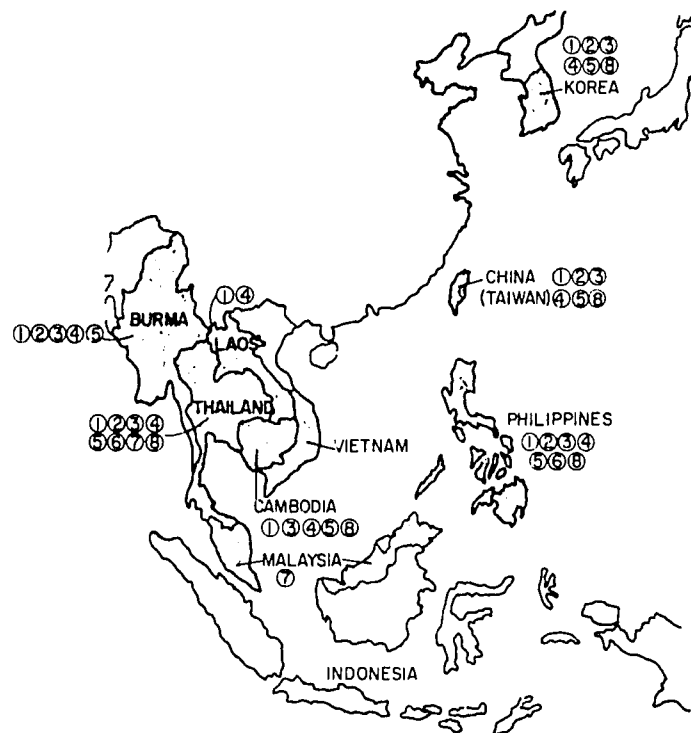 ①②③
④⑤⑧
KOREA
CHINA ①②③
(TAIWAN) ④⑤⑧
①④
BURMA
①②③④⑤
LAOS
THAILAND
①②③④
⑤⑥⑦⑧
PHILIPPINES
①②③④
⑤⑥⑧
VIETNAM
CAMBODIA
①③④⑤⑧
MALAYSIA
⑦
INDONESIA